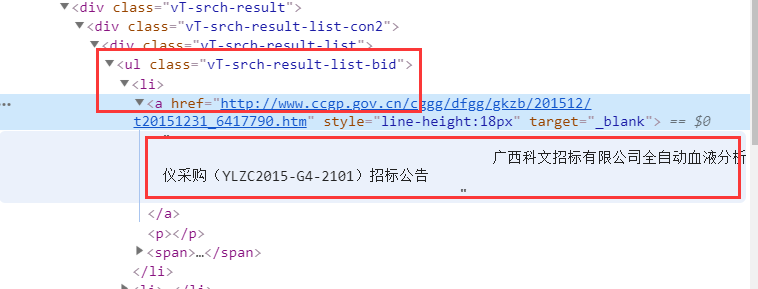 ▼<div class="vT-srch-result">
▼<div class="vT-srch-result-list-con2">
▼<div class="vT-srch-result-list">
▼<ul class="vT-srch-result-list-bid">
▼<li>
… ▼<a href="http://www.ccgp.gov.cn/cggg/dfgg/gkzb/201512/
t20151231_6417790.htm" style="line-height:18px" target="_blank"> == $0
"
广西科文招标有限公司全自动血液分析
仪采购（YLZC2015-G4-2101）招标公告
"
</a>
<p></p>
▶<span>…</span>
</li>
▶<li>…</li>